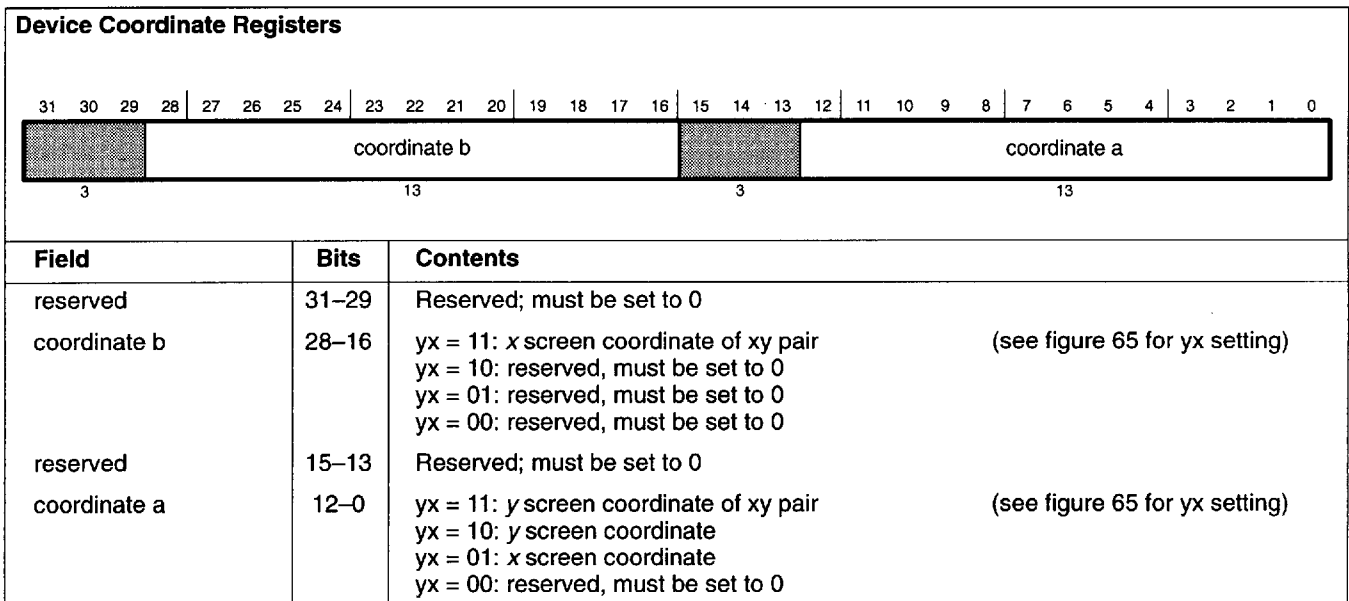 Device Coordinate Registers
31 30 29 28 27 26 25 24 23 22 21 20 19 18 17 16 15 14 13 12 11 10 9 8 7 6 5 4 3 2 1 0
coordinate b coordinate a
3 13 3 13
Field Bits Contents
reserved 31–29 Reserved; must be set to 0
coordinate b 28–16 yx = 11: x screen coordinate of xy pair (see figure 65 for yx setting)
yx = 10: reserved, must be set to 0
yx = 01: reserved, must be set to 0
yx = 00: reserved, must be set to 0
reserved 15–13 Reserved; must be set to 0
coordinate a 12–0 yx = 11: y screen coordinate of xy pair (see figure 65 for yx setting)
yx = 10: y screen coordinate
yx = 01: x screen coordinate
yx = 00: reserved, must be set to 0